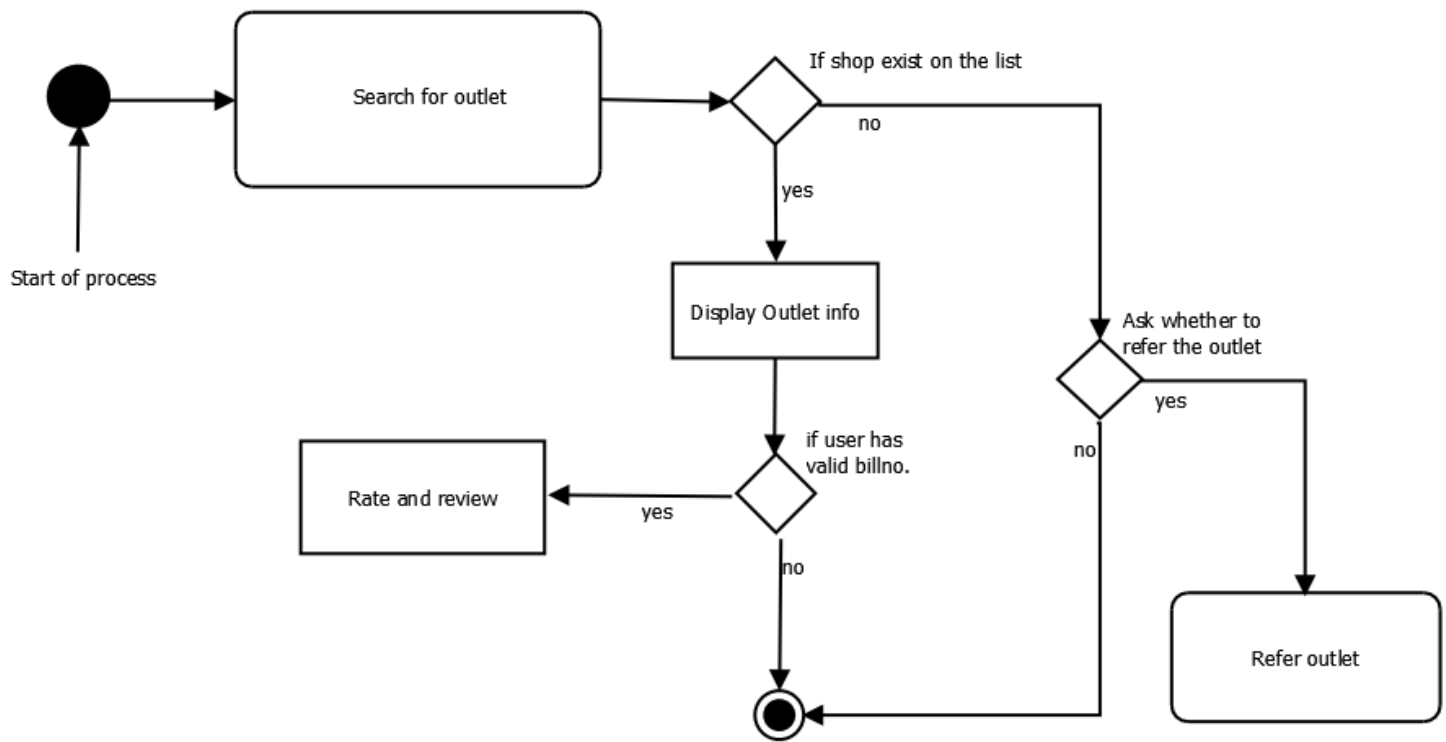 If shop exist on the list
Search for outlet
no
yes
Start of process
Display Outlet info
Ask whether to
refer the outlet
yes
if user has
valid billno.
no
Rate and review
yes
no
Refer outlet